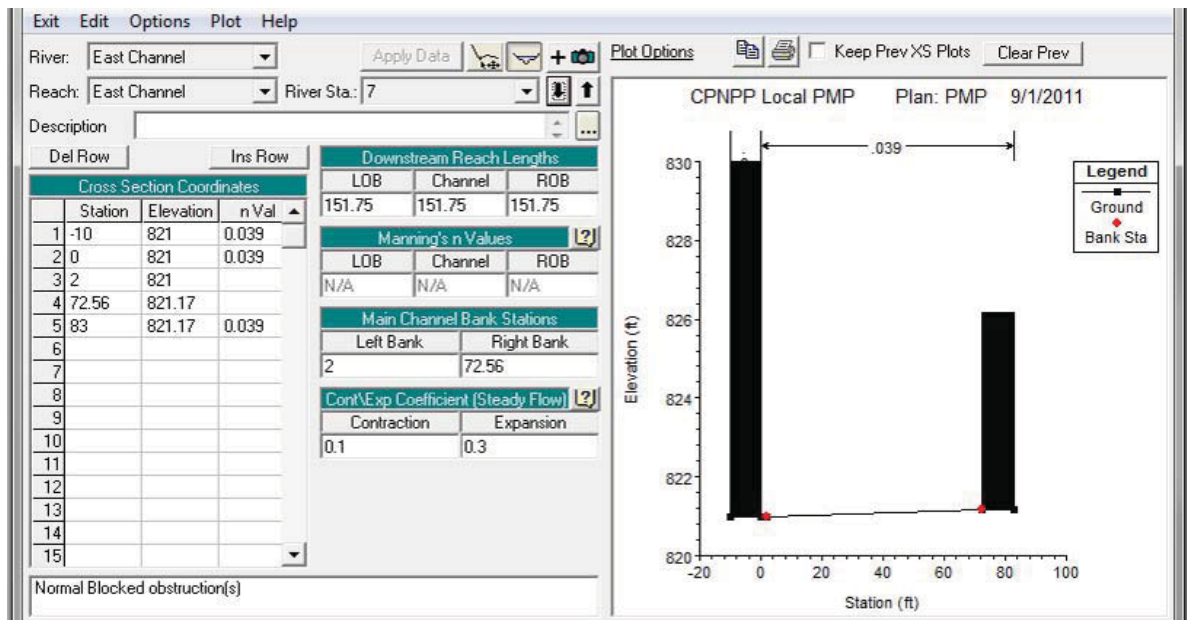 Exit Edit Options Plot Help
River: East Channel Apply Data
Reach: East Channel River Sta.: 7
Description ...
Del Row Ins Row
Cross Section Coordinates
Station Elevation n Val
1 -10 821 0.039
2 0 821 0.039
3 2 821
4 72.56 821.17
5 83 821.17 0.039
6
7
8
9
10
11
12
13
14
15
Downstream Reach Lengths
LOB Channel ROB
151.75 151.75 151.75
Manning's n Values
LOB Channel ROB
N/A N/A N/A
Main Channel Bank Stations
Left Bank Right Bank
2 72.56
Cont\Exp Coefficient (Steady Flow)
Contraction Expansion
0.1 0.3
Normal Blocked obstruction(s)
Plot Options Keep Prev XS Plots Clear Prev
CPNPP Local PMP Plan: PMP 9/1/2011
.039
Legend
Ground
Bank Sta
Elevation (ft)
830
828
826
824
822
820
-20 0 20 40 60 80 100
Station (ft)